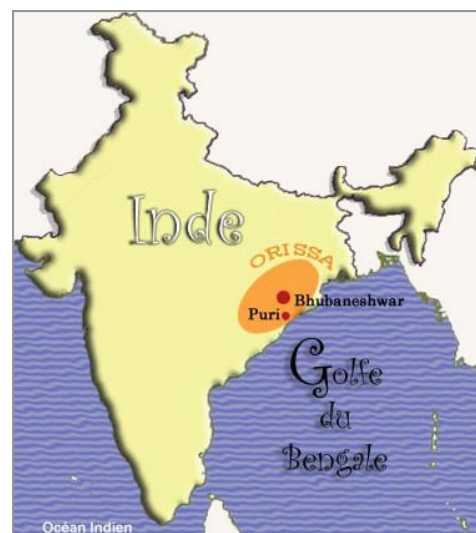 Inde
ORISSA
Bhubaneshwar
Puri
Golfe
du
Bengale
Océan Indien